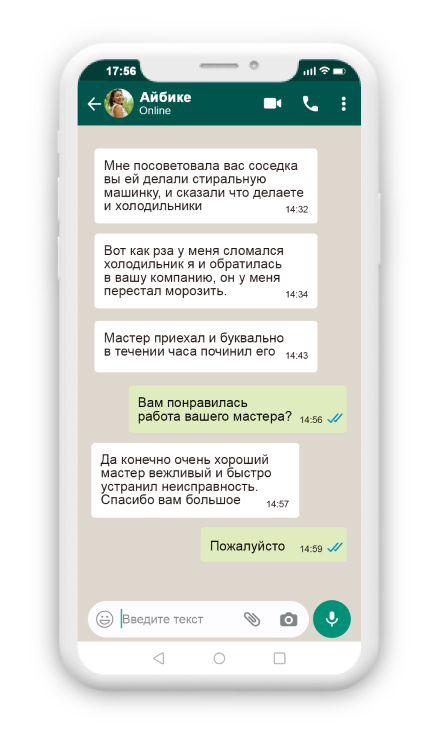 17:56
Айбике
Online
Мне посоветовала вас соседка
вы ей делали стиральную
машинку, и сказали что делаете
и холодильники
14:32
Вот как рза у меня сломался
холодильник я и обратилась
в вашу компанию, он у меня
перестал морозить.
14:34
Мастер приехал и буквально
в течении часа починил его 14:43
Вам понравилась
работа вашего мастера? 14:56
Да конечно очень хороший
мастер вежливый и быстро
устранил неисправность.
Спасибо вам большое 14:57
Пожалуйсто 14:59
Введите текст